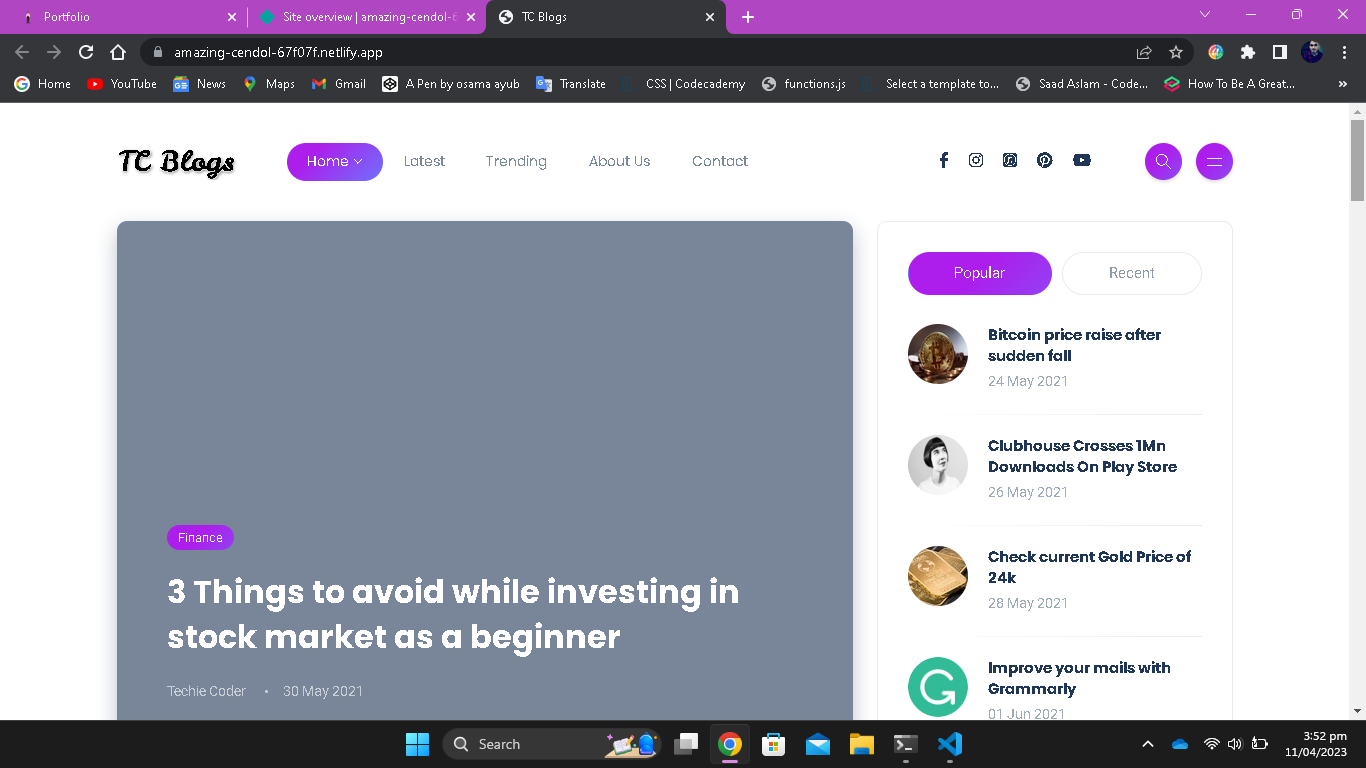 Portfolio
Site overview | amazing-cendol-6
TC Blogs
amazing-cendol-67f07f.netlify.app
Home
YouTube
News
Maps
Gmail
A Pen by osama ayub
Translate
CSS | Codecademy
functions.js
Select a template to...
Saad Aslam - Code...
How To Be A Great...
TC Blogs
Home
Latest
Trending
About Us
Contact
Popular
Recent
Bitcoin price raise after
sudden fall
24 May 2021
Clubhouse Crosses 1Mn
Downloads On Play Store
26 May 2021
Check current Gold Price of
24k
28 May 2021
Improve your mails with
Grammarly
01 Jun 2021
Finance
3 Things to avoid while investing in
stock market as a beginner
Techie Coder • 30 May 2021
Search
3:52 pm
11/04/2023